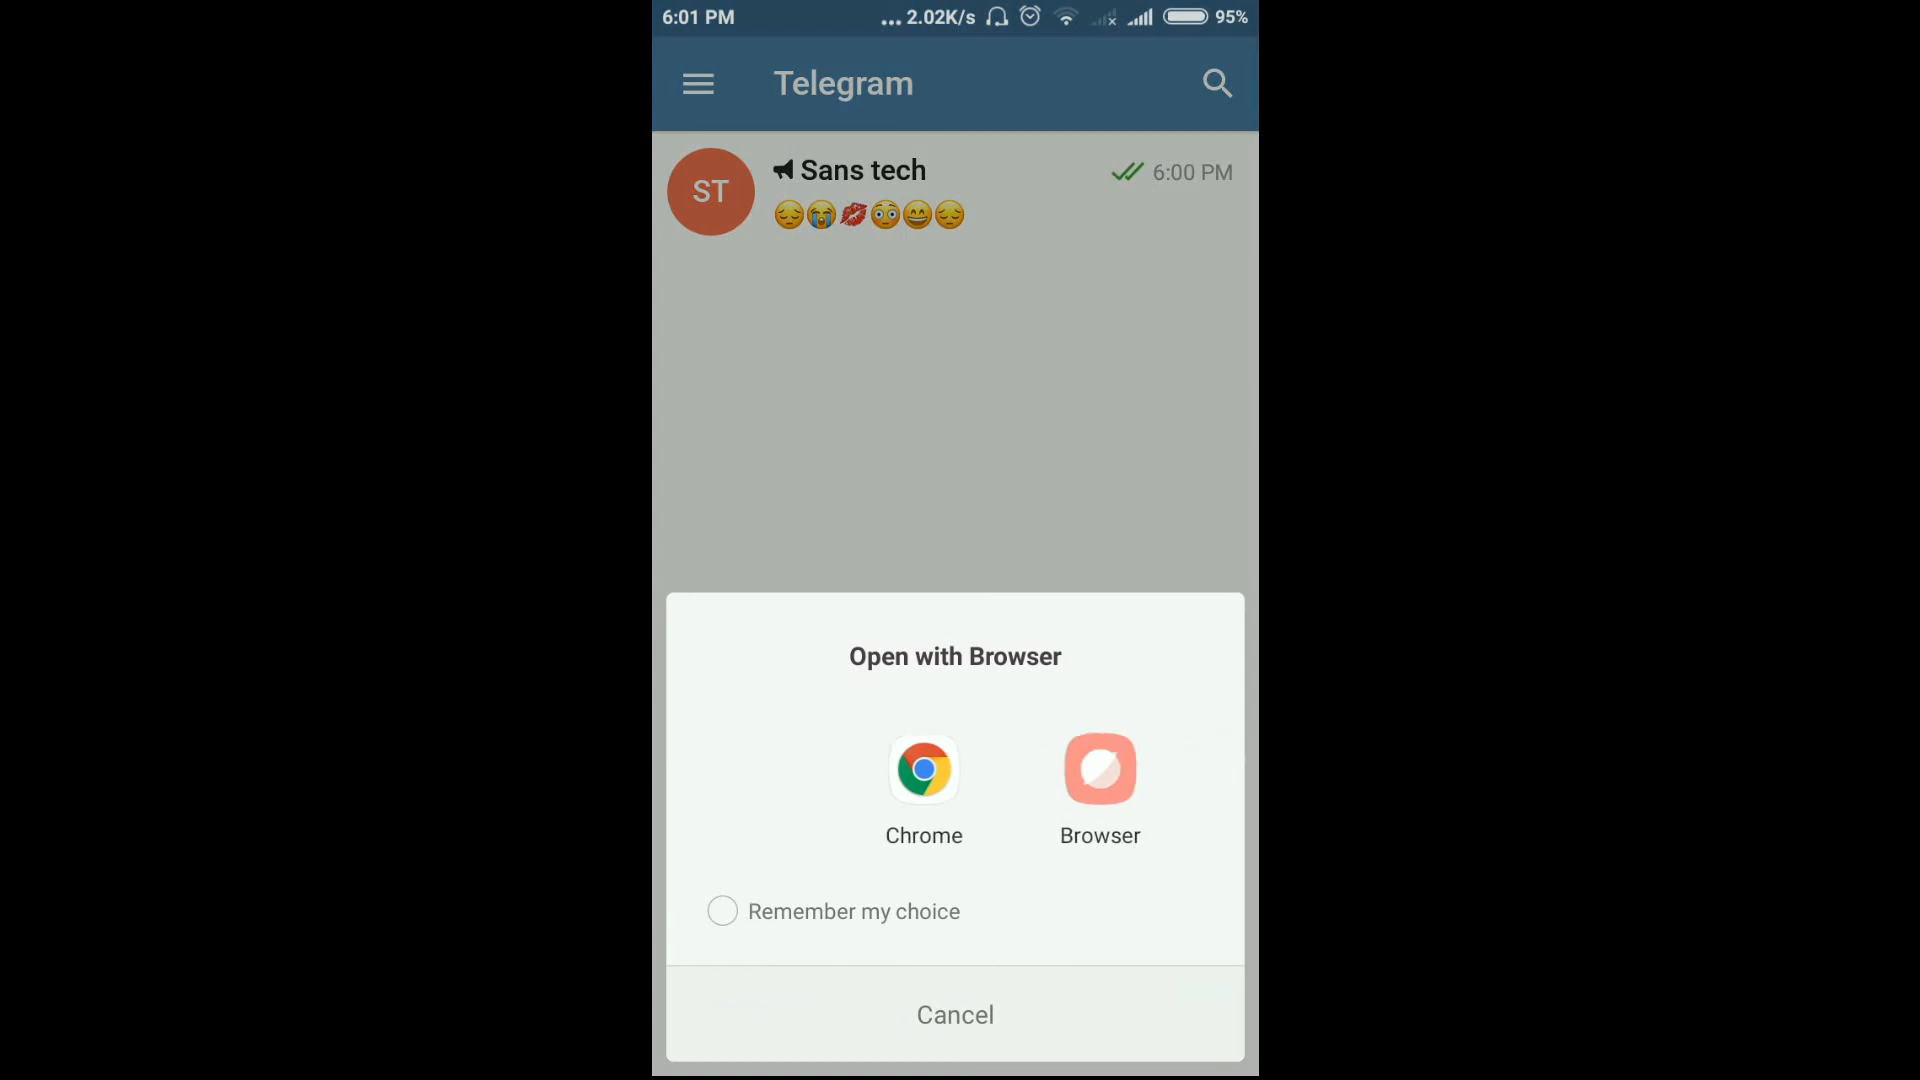 6:01 PM ... 2.02K/s 95%
Telegram
ST Sans tech 6:00 PM
😔😭💋😳😄😔
Open with Browser
Chrome Browser
Remember my choice
Cancel